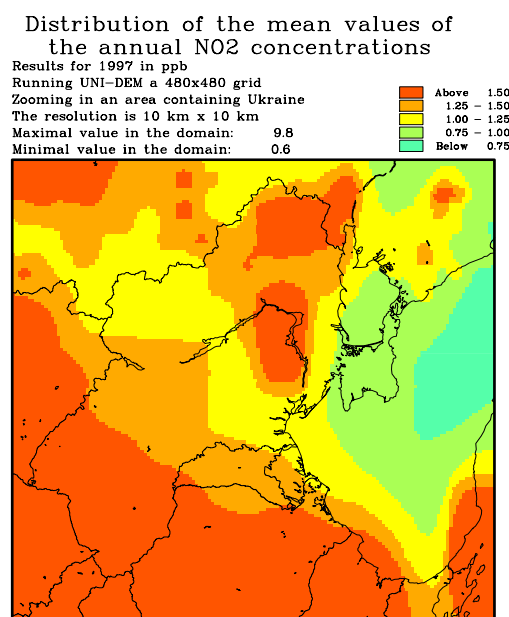 Distribution of the mean values of
the annual NO2 concentrations
Results for 1997 in ppb
Running UNI-DEM a 480x480 grid
Zooming in an area containing Ukraine
The resolution is 10 km x 10 km
Maximal value in the domain: 9.8
Minimal value in the domain: 0.6
Above 1.50
1.25 - 1.50
1.00 - 1.25
0.75 - 1.00
Below 0.75